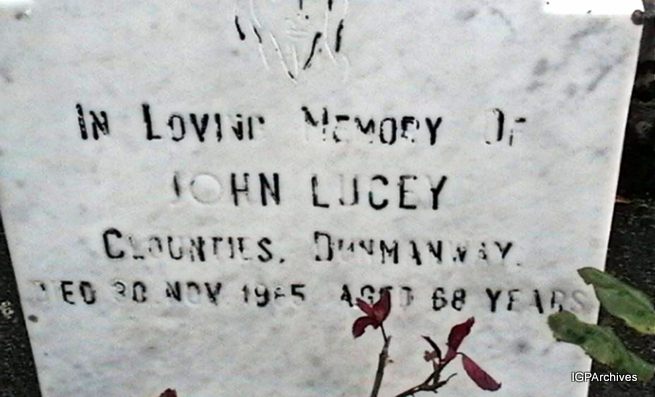 IN LOVING MEMORY OF
JOHN LUCEY
CLOUNTIES, DUNMANWAY.
DIED 30 NOV AGED 68 YEARS
IGPArchives